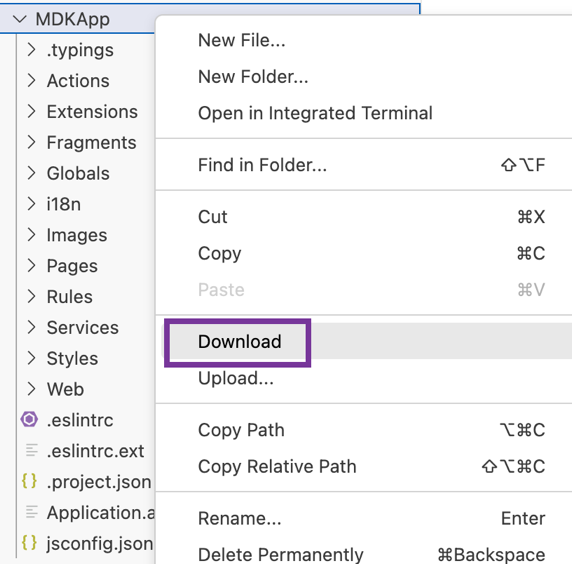 MDKApp
.typings
Actions
Extensions
Fragments
Globals
i18n
Images
Pages
Rules
Services
Styles
Web
.eslintrc
.eslintrc.ext
.project.json
Application.a
jsconfig.json
New File...
New Folder...
Open in Integrated Terminal
Find in Folder... ⇧⌥F
Cut ⌘X
Copy ⌘C
Paste ⌘V
Download
Upload...
Copy Path ⌥⌘C
Copy Relative Path ⇧⌥⌘C
Rename... Enter
Delete Permanently ⌘Backspace